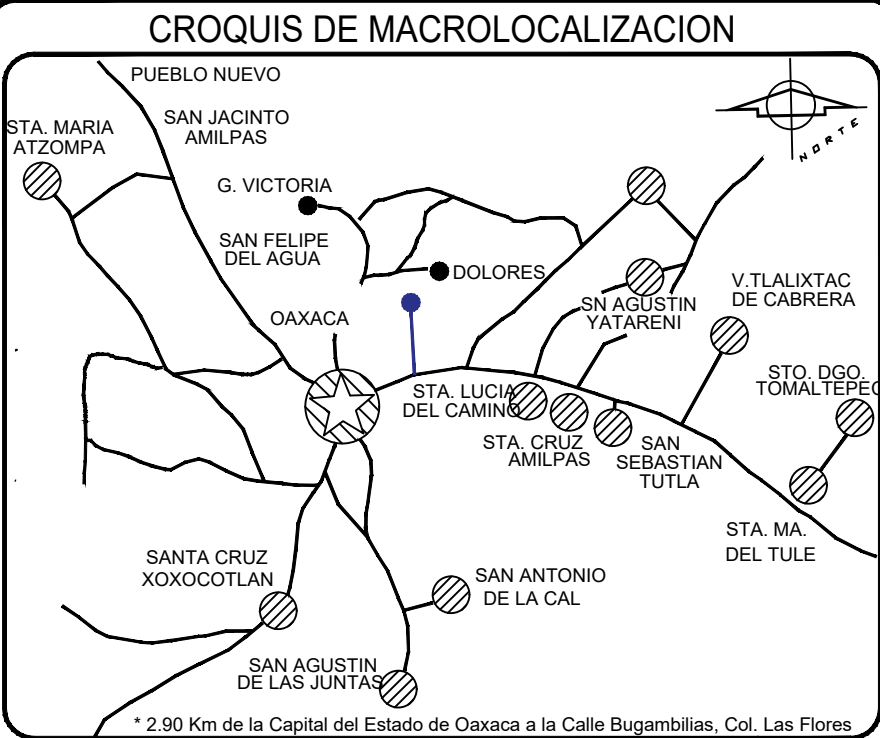 CROQUIS DE MACROLOCALIZACION
PUEBLO NUEVO
SAN JACINTO
AMILPAS
STA. MARIA
ATZOMPA
NORTE
G. VICTORIA
SAN FELIPE
DEL AGUA
DOLORES
OAXACA
SN AGUSTIN
YATARENI
V.TLALIXTAC
DE CABRERA
STO. DGO.
TOMALTEPEC
STA. LUCIA
DEL CAMINO
STA. CRUZ
AMILPAS
SAN
SEBASTIAN
TUTLA
STA. MA.
DEL TULE
SANTA CRUZ
XOXOCOTLAN
SAN ANTONIO
DE LA CAL
SAN AGUSTIN
DE LAS JUNTAS
* 2.90 Km de la Capital del Estado de Oaxaca a la Calle Bugambilias, Col. Las Flores